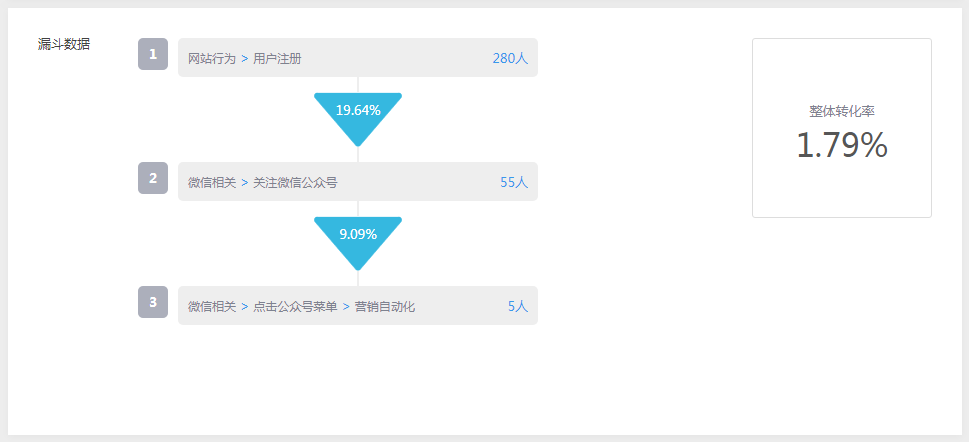 漏斗数据
1
网站行为 > 用户注册
280人
19.64%
2
微信相关 > 关注微信公众号
55人
9.09%
3
微信相关 > 点击公众号菜单 > 营销自动化
5人
整体转化率
1.79%